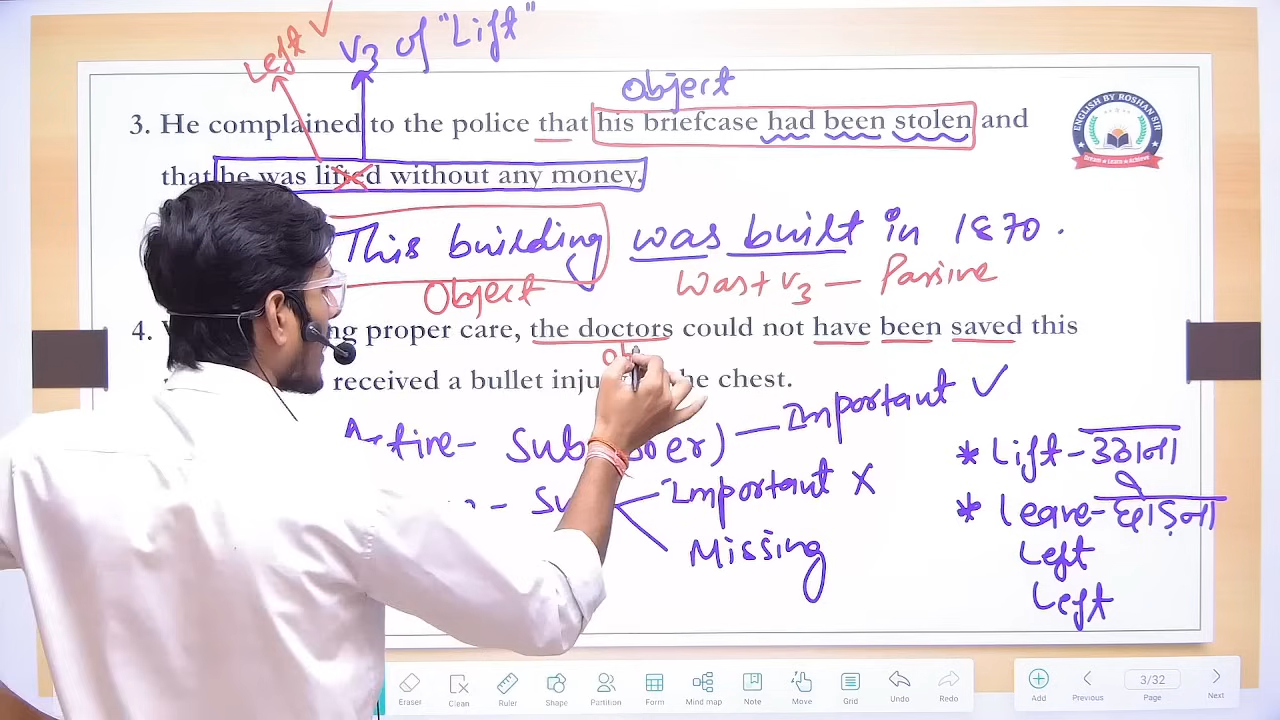 Left ✓
V3 of "Lift"
Object
3. He complained to the police that his briefcase had been stolen and
that he was lifted without any money.
ENGLISH BY ROSHAN SIR
This building was built in 1870.
Object
Was + V3 – Passive
4. proper care, the doctors could not have been saved this
received a bullet injury the chest.
Important ✓
Important X
Missing
* Lift - उठाना
* leave - छोड़ना
Left
Left
Eraser Clean Ruler Shape Partition Form Mind map Note Move Grid Undo Redo
Add Previous 3/32 Page Next